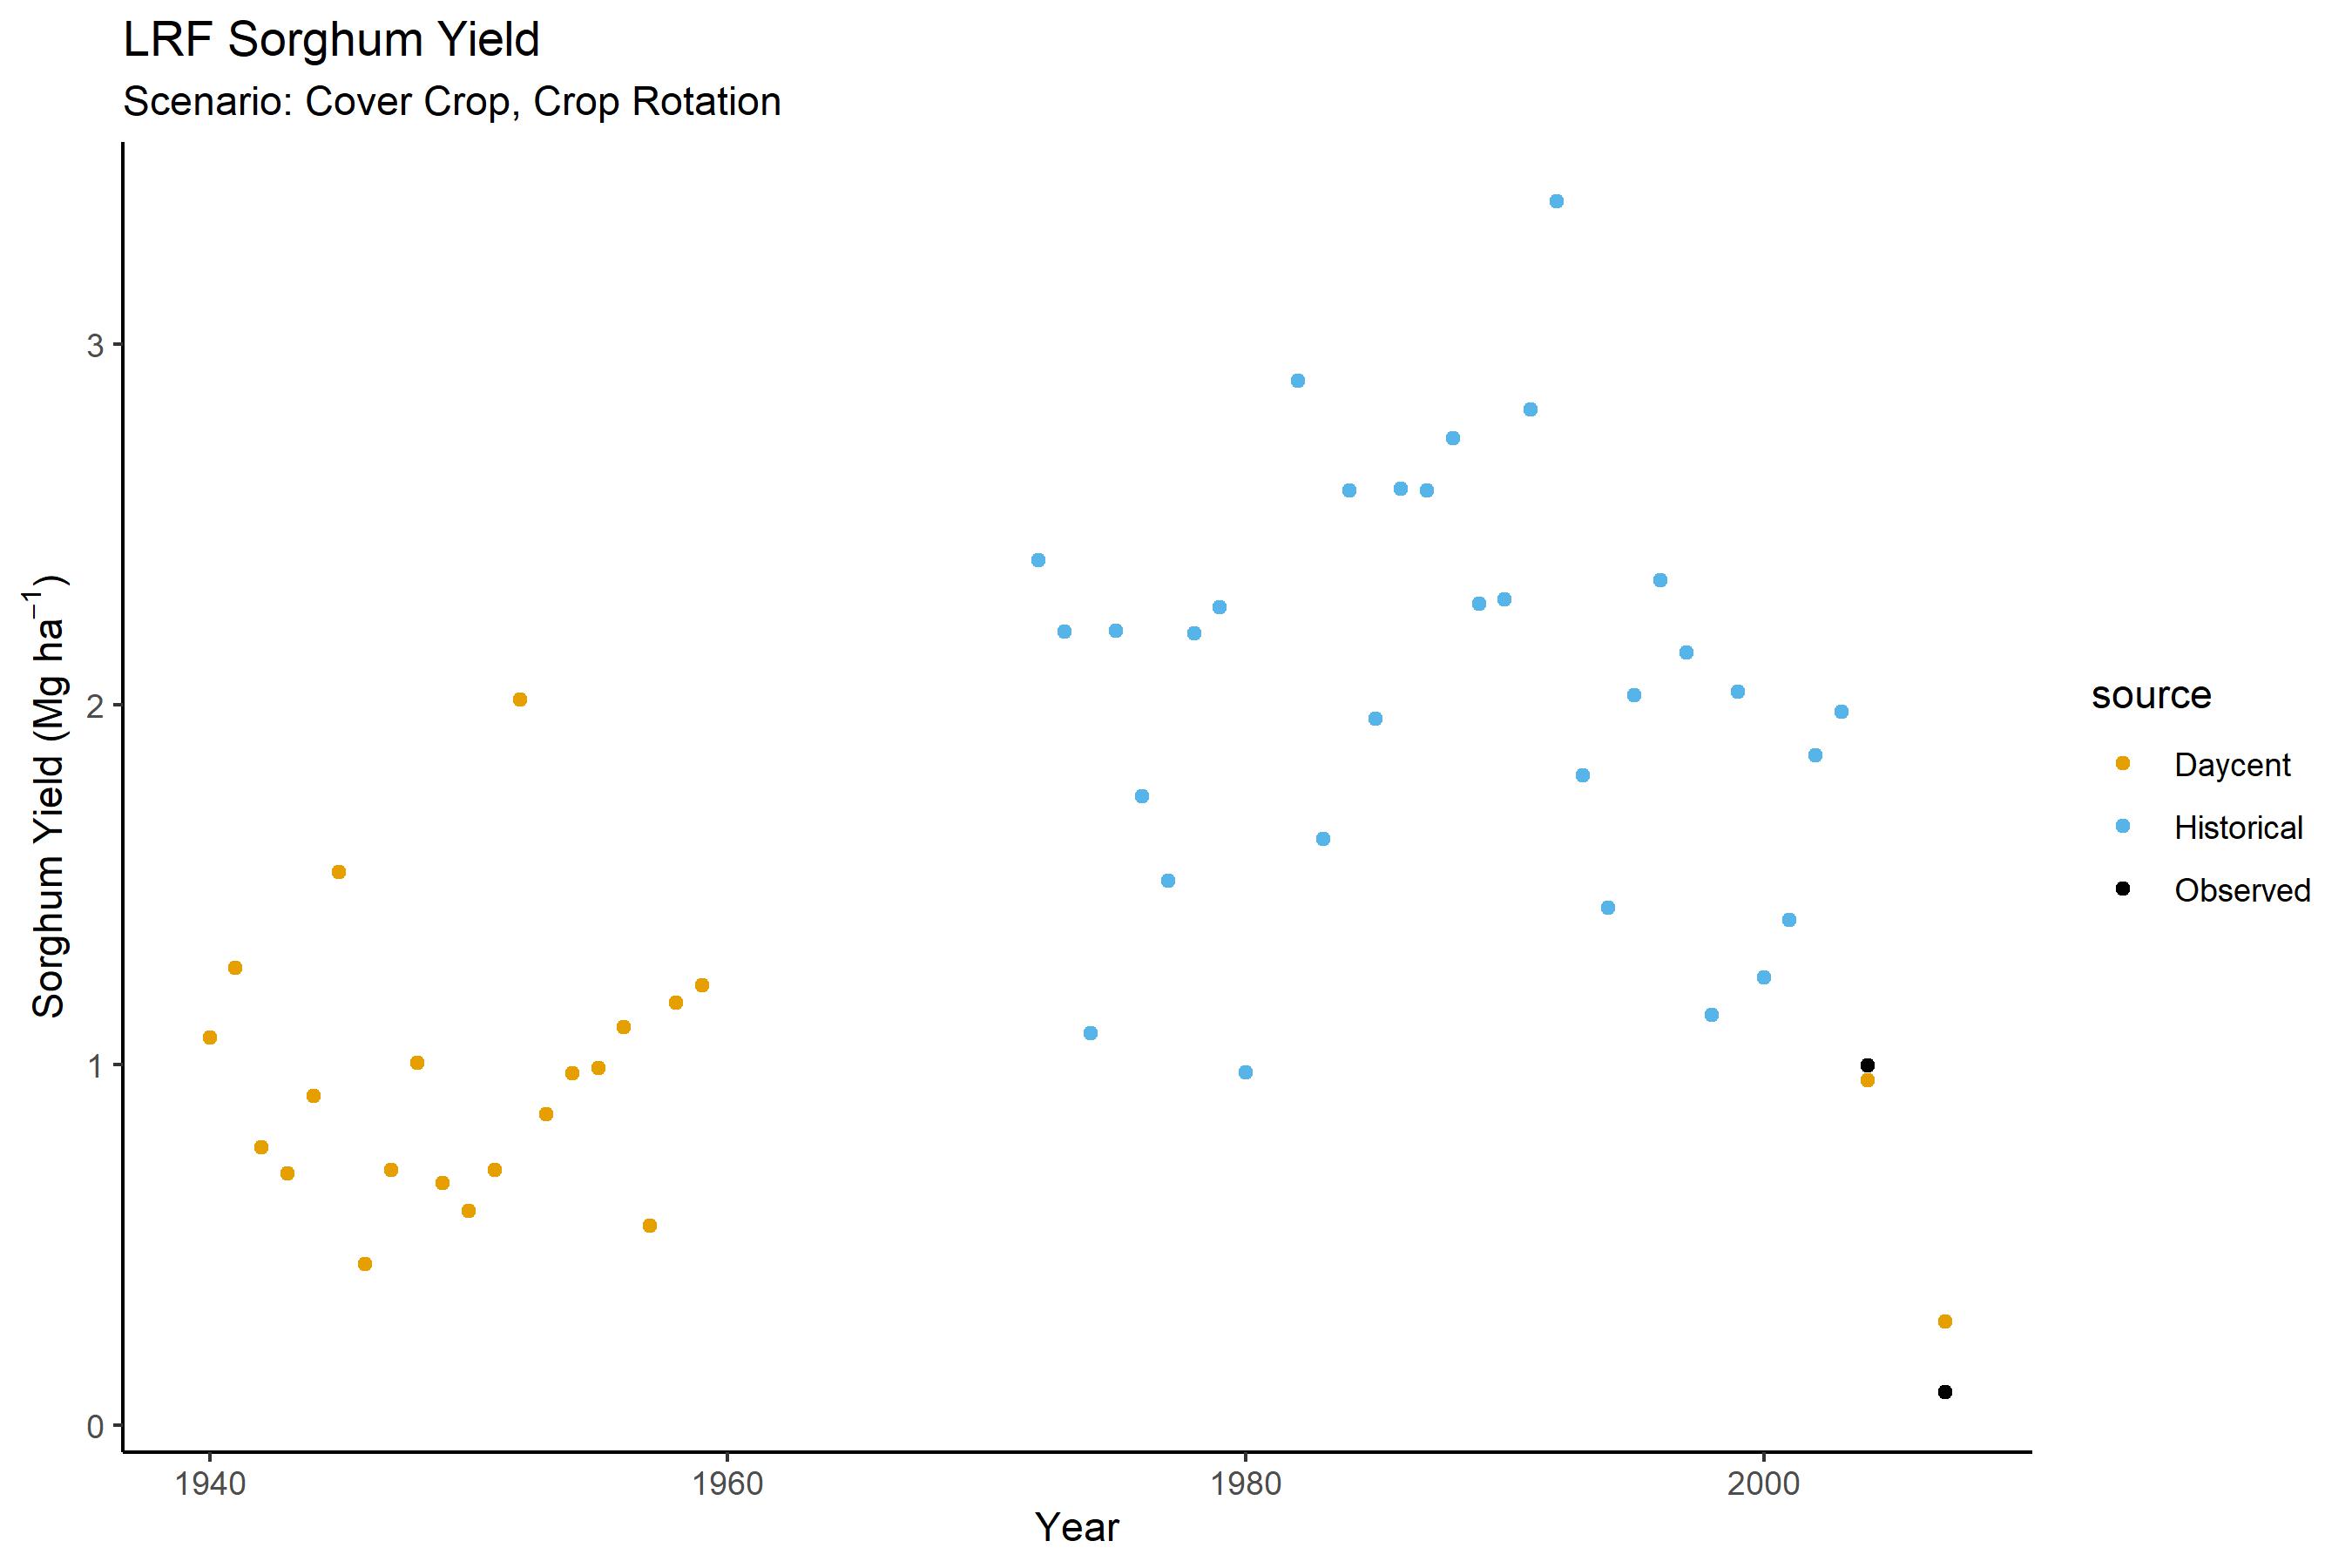 LRF Sorghum Yield
Scenario: Cover Crop, Crop Rotation
Sorghum Yield (Mg ha⁻¹)
3
2
1
0
1940
1960
1980
2000
Year
source
Daycent
Historical
Observed